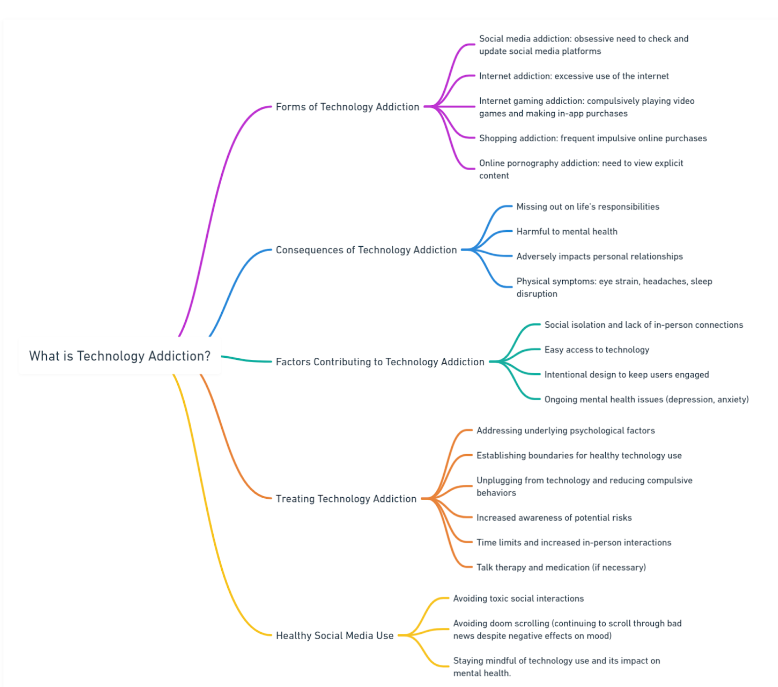 What is Technology Addiction?
Forms of Technology Addiction
Social media addiction: obsessive need to check and
update social media platforms
Internet addiction: excessive use of the internet
Internet gaming addiction: compulsively playing video
games and making in-app purchases
Shopping addiction: frequent impulsive online purchases
Online pornography addiction: need to view explicit
content
Consequences of Technology Addiction
Missing out on life's responsibilities
Harmful to mental health
Adversely impacts personal relationships
Physical symptoms: eye strain, headaches, sleep
disruption
Factors Contributing to Technology Addiction
Social isolation and lack of in-person connections
Easy access to technology
Intentional design to keep users engaged
Ongoing mental health issues (depression, anxiety)
Treating Technology Addiction
Addressing underlying psychological factors
Establishing boundaries for healthy technology use
Unplugging from technology and reducing compulsive
behaviors
Increased awareness of potential risks
Time limits and increased in-person interactions
Talk therapy and medication (if necessary)
Healthy Social Media Use
Avoiding toxic social interactions
Avoiding doom scrolling (continuing to scroll through bad
news despite negative effects on mood)
Staying mindful of technology use and its impact on
mental health.